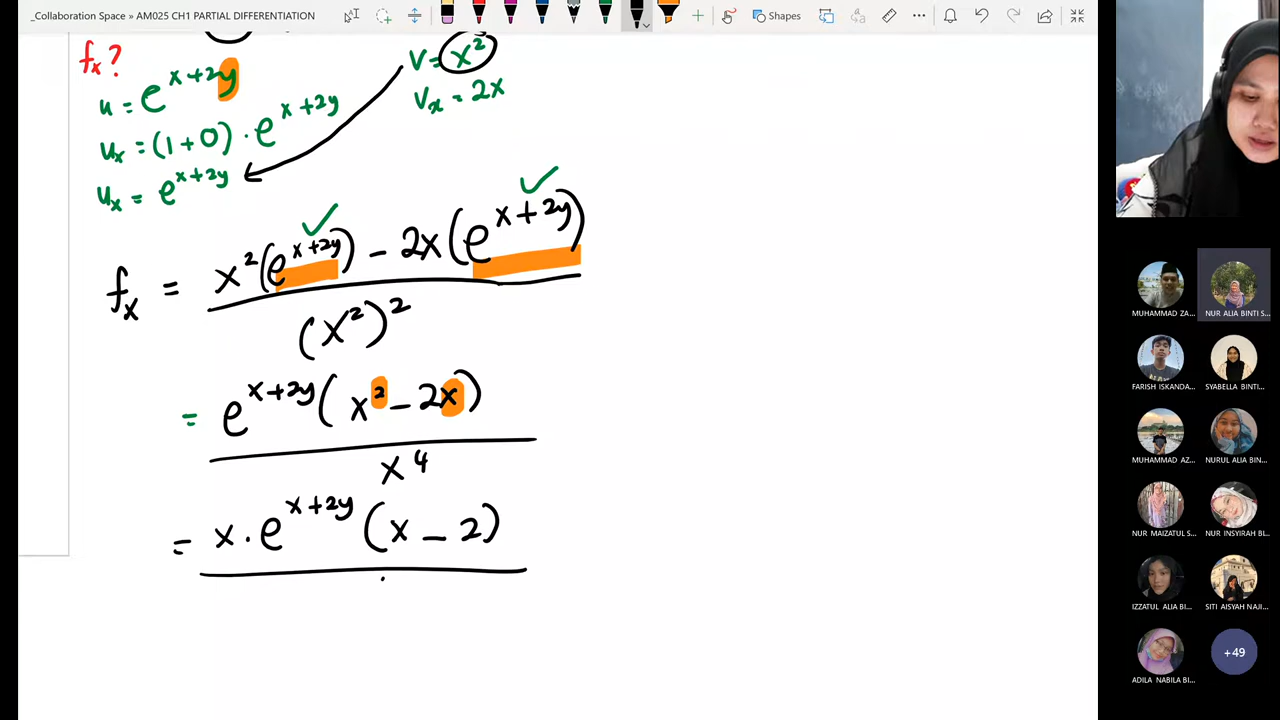 _Collaboration Space » AM025 CH1 PARTIAL DIFFERENTIATION
Shapes
fx?
u = e^(x+2y)
ux = (1+0) · e^(x+2y)
ux = e^(x+2y)
v = x²
Vx = 2x
fx = x²(e^(x+2y)) - 2x(e^(x+2y))
(x²)²
= e^(x+2y)(x² - 2x)
x⁴
= x · e^(x+2y)(x - 2)
MUHAMMAD ZA...
NUR ALIA BINTI S...
FARISH ISKANDA...
SYABELLA BINTI...
MUHAMMAD AZ...
NURUL ALIA BIN...
NUR MAIZATUL S...
NUR INSYIRAH BI...
IZZATUL ALIA BI...
SITI AISYAH NAJI...
ADILA NABILA BI...
+49